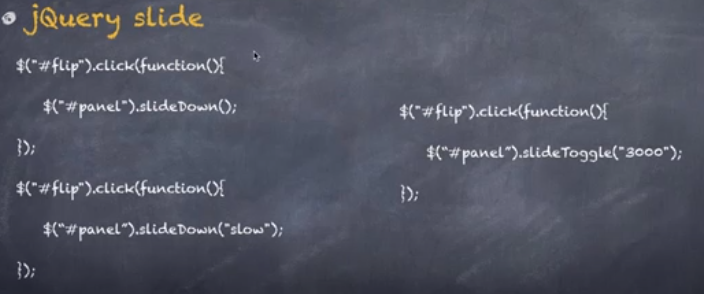 jQuery slide
$("#flip").click(function(){
$("#panel").slideDown();
});
$("#flip").click(function(){
$("#panel").slideDown("slow");
});
$("#flip").click(function(){
$("#panel").slideToggle("3000");
});